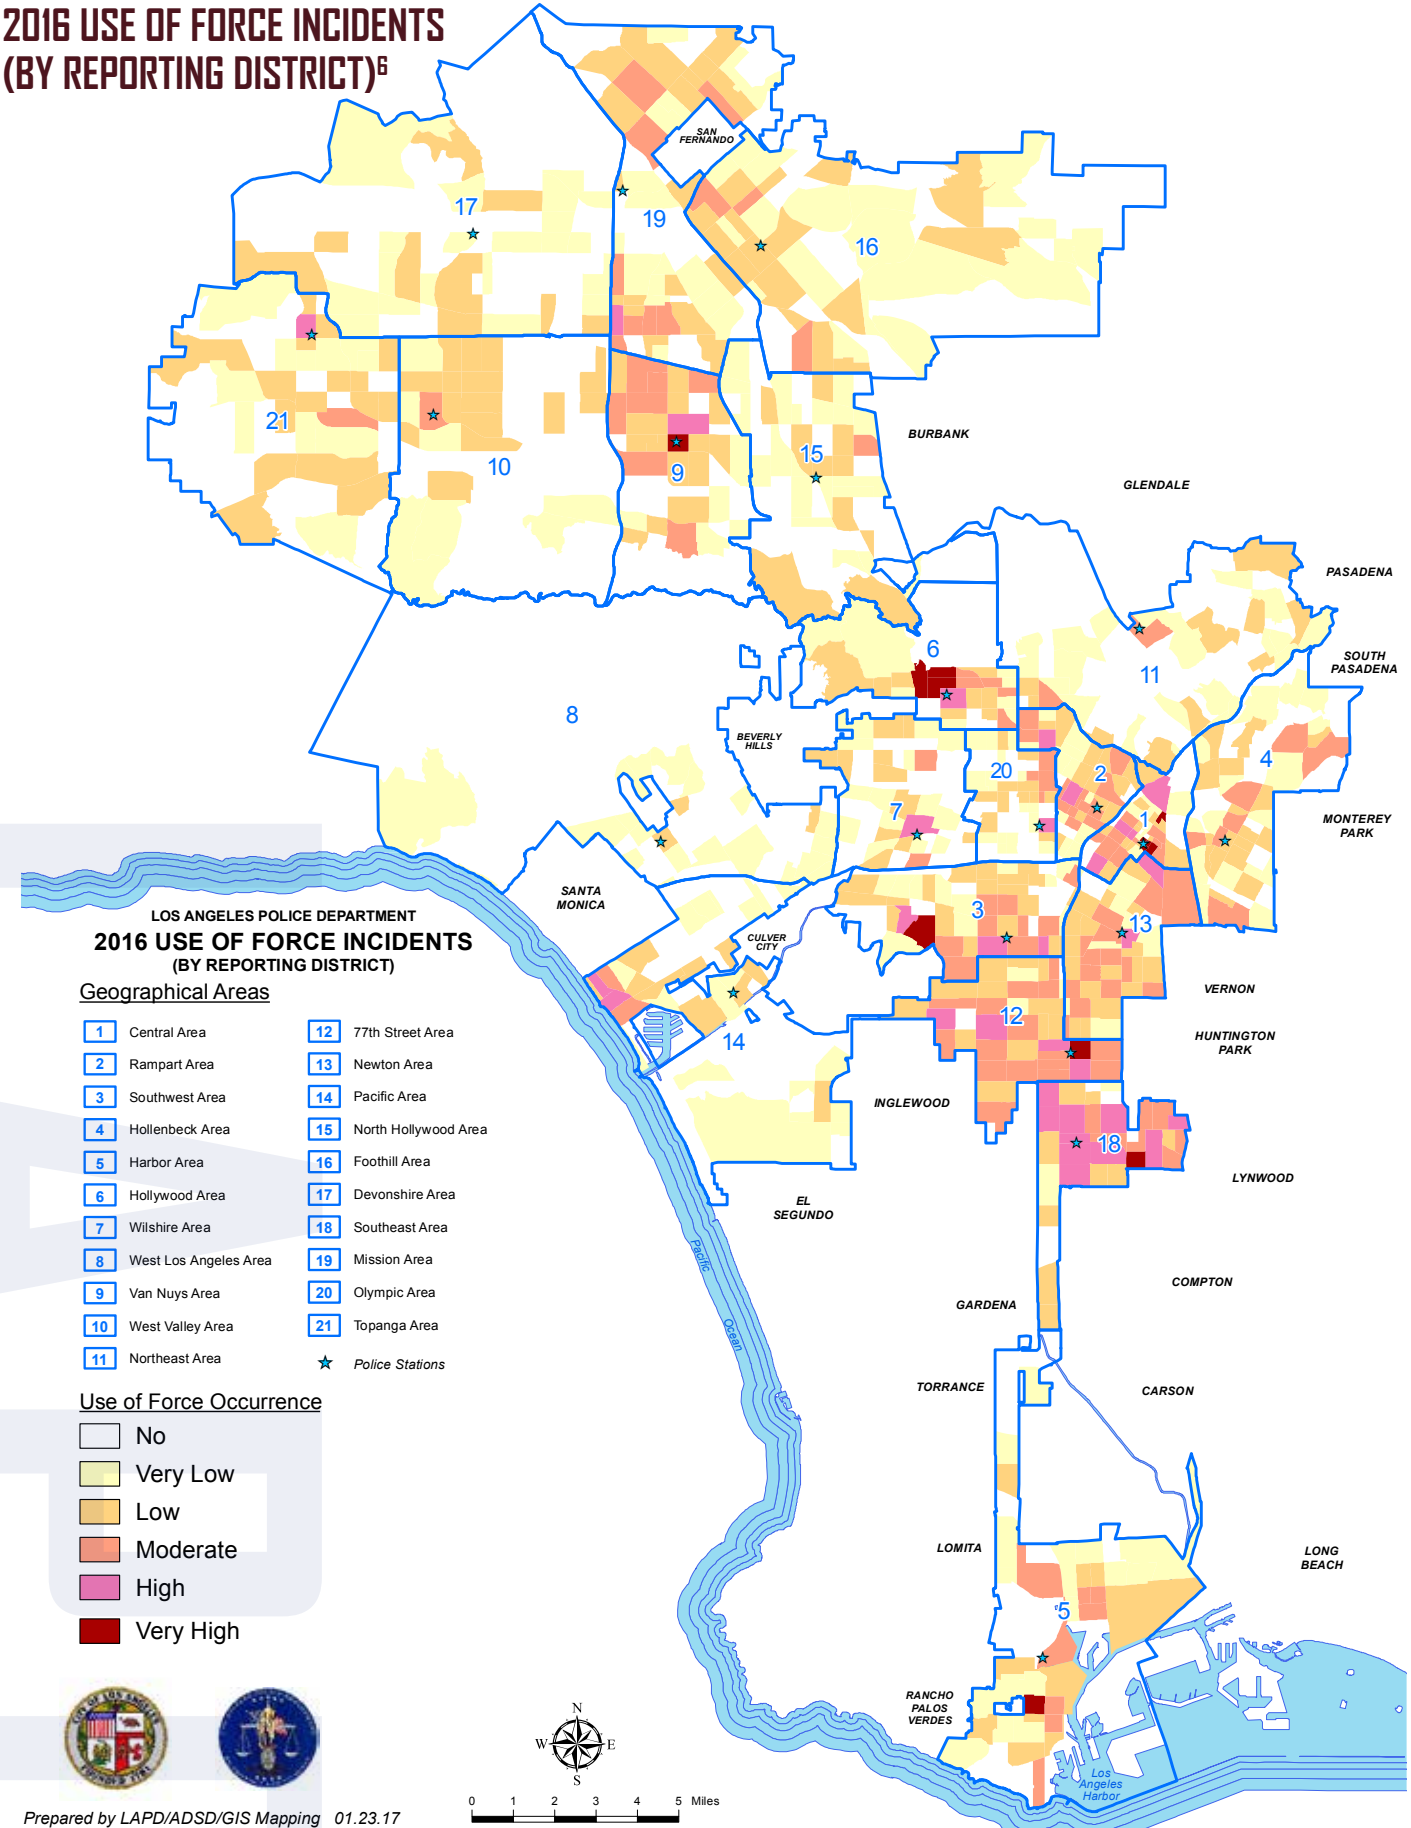 2016 USE OF FORCE INCIDENTS
(BY REPORTING DISTRICT)6
SAN
FERNANDO
17
19
16
21
10
9
15
BURBANK
GLENDALE
PASADENA
SOUTH
PASADENA
6
11
8
BEVERLY
HILLS
20
2
4
7
1
MONTEREY
PARK
SANTA
MONICA
3
13
CULVER
CITY
VERNON
12
14
HUNTINGTON
PARK
INGLEWOOD
18
LYNWOOD
EL
SEGUNDO
Pacific
Ocean
COMPTON
GARDENA
TORRANCE
CARSON
LOMITA
LONG
BEACH
5
RANCHO
PALOS
VERDES
Los
Angeles
Harbor
LOS ANGELES POLICE DEPARTMENT
2016 USE OF FORCE INCIDENTS
(BY REPORTING DISTRICT)
Geographical Areas
1 Central Area
2 Rampart Area
3 Southwest Area
4 Hollenbeck Area
5 Harbor Area
6 Hollywood Area
7 Wilshire Area
8 West Los Angeles Area
9 Van Nuys Area
10 West Valley Area
11 Northeast Area
12 77th Street Area
13 Newton Area
14 Pacific Area
15 North Hollywood Area
16 Foothill Area
17 Devonshire Area
18 Southeast Area
19 Mission Area
20 Olympic Area
21 Topanga Area
Police Stations
Use of Force Occurrence
No
Very Low
Low
Moderate
High
Very High
CITY OF LOS ANGELES
FOUNDED 1781
N
W E
S
0 1 2 3 4 5 Miles
Prepared by LAPD/ADSD/GIS Mapping 01.23.17